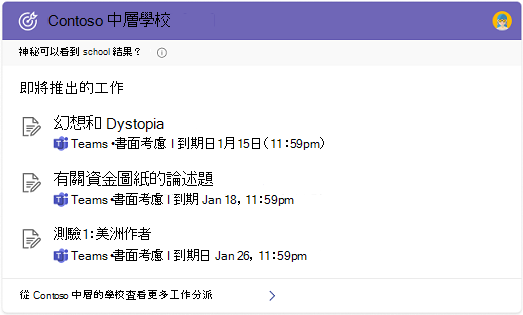 Contoso 中層學校
神秘可以看到 school 結果？
即將推出的工作
幻想和 Dystopia
Teams •書面考慮 | 到期日1月15日（11：59pm）
有關資金圖紙的論述題
Teams •書面考慮 | 到期 Jan 18， 11：59pm
測驗1：美洲作者
Teams •書面考慮 | 到期日 Jan 26， 11：59pm
從 Contoso 中層的學校查看更多工作分派